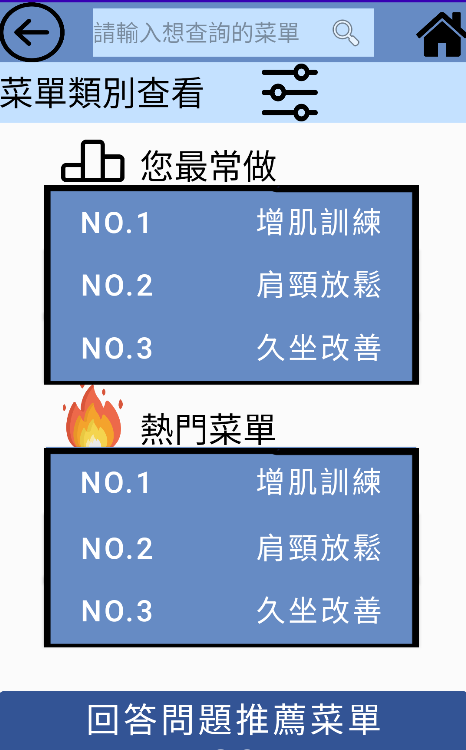 請輸入想查詢的菜單
菜單類別查看
您最常做
NO.1 增肌訓練
NO.2 肩頸放鬆
NO.3 久坐改善
熱門菜單
NO.1 增肌訓練
NO.2 肩頸放鬆
NO.3 久坐改善
回答問題推薦菜單